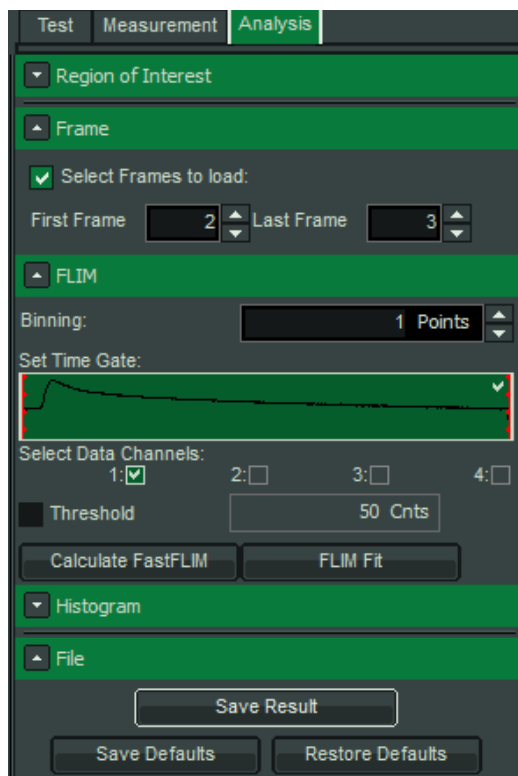 Test Measurement Analysis
Region of Interest
Frame
Select Frames to load:
First Frame 2 Last Frame 3
FLIM
Binning: 1 Points
Set Time Gate:
Select Data Channels:
1: 2: 3: 4:
Threshold 50 Cnts
Calculate FastFLIM FLIM Fit
Histogram
File
Save Result
Save Defaults Restore Defaults